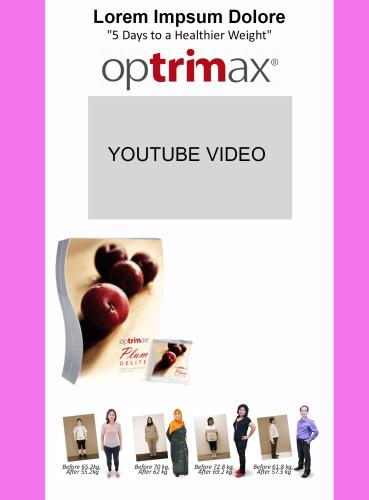 Lorem Impsum Dolore
"5 Days to a Healthier Weight"
optrimax®
YOUTUBE VIDEO
optrimax
Plum
DELITE
optrimax
Plum
Before 65.2kg,
After 55.2kg
Before 70 kg,
After 62 kg
Before 72.8 kg,
After 69.2 kg
Before 61.8 kg,
After 57.5 kg